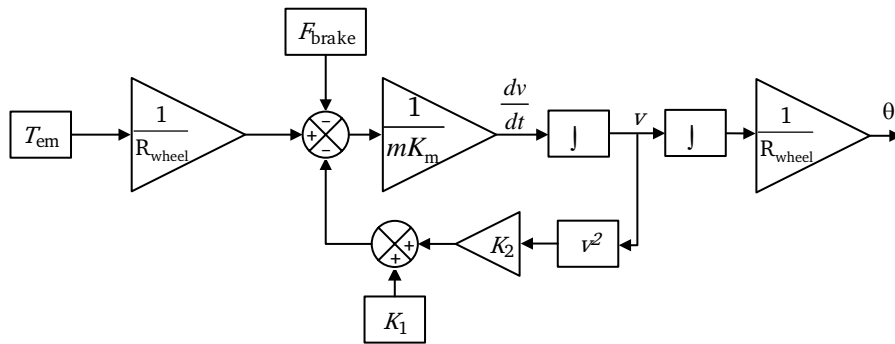 F_brake
T_em
1
R_wheel
+
−
−
1
mK_m
dv
dt
∫
v
∫
1
R_wheel
θ
K_2
v^2
+
+
K_1